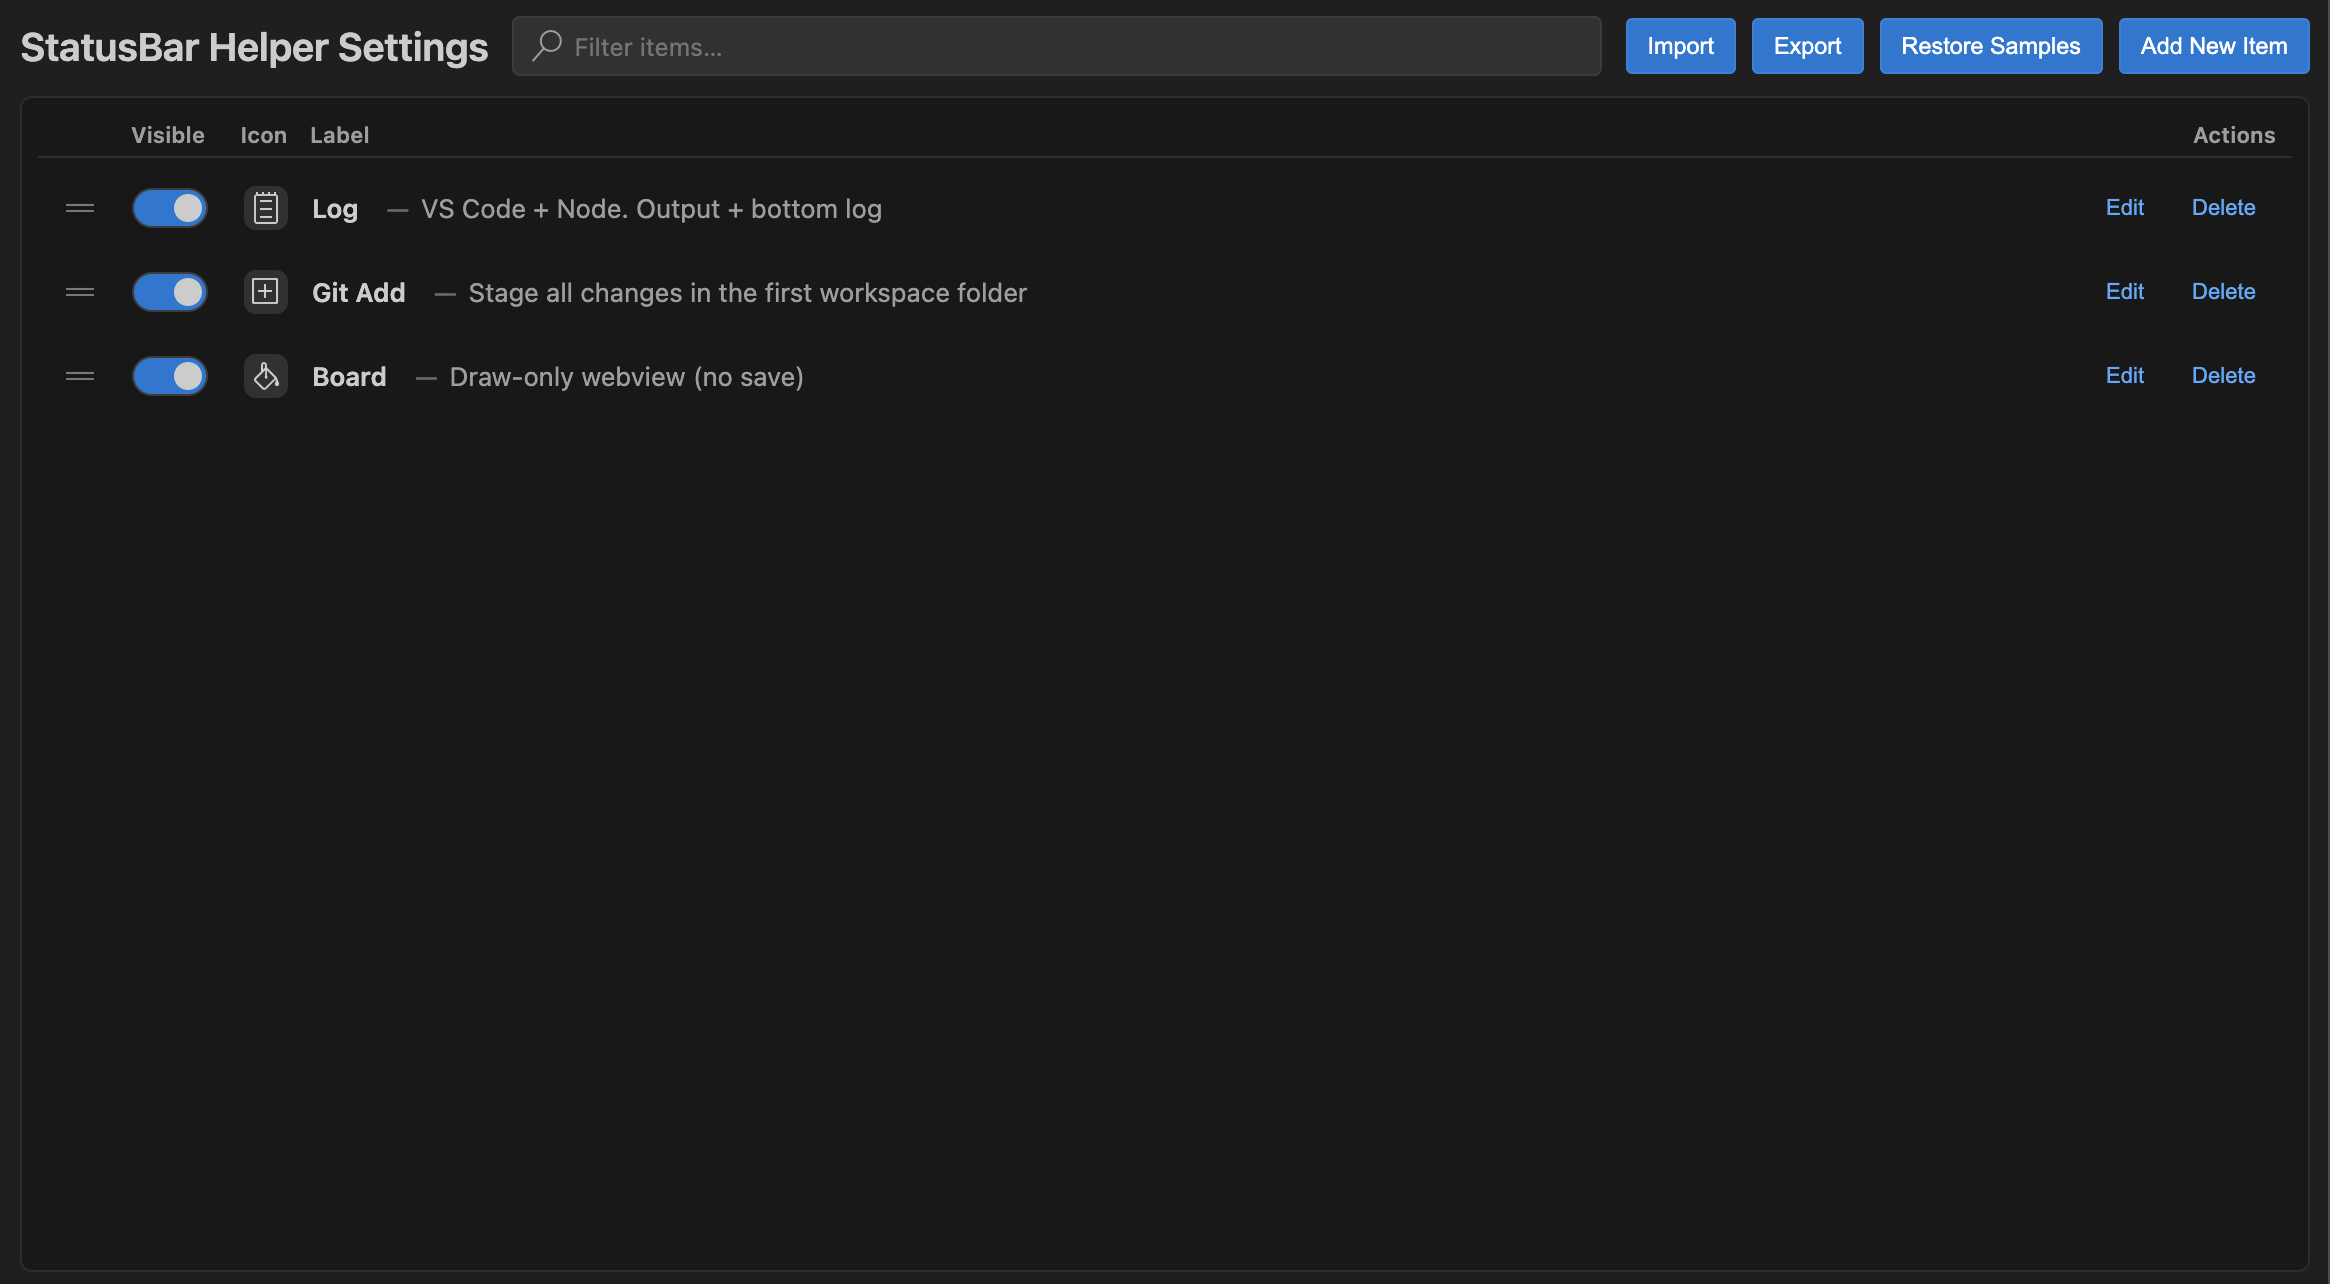 StatusBar Helper Settings Filter items... Import Export Restore Samples Add New Item
Visible Icon Label Actions
Log — VS Code + Node. Output + bottom log Edit Delete
Git Add — Stage all changes in the first workspace folder Edit Delete
Board — Draw-only webview (no save) Edit Delete